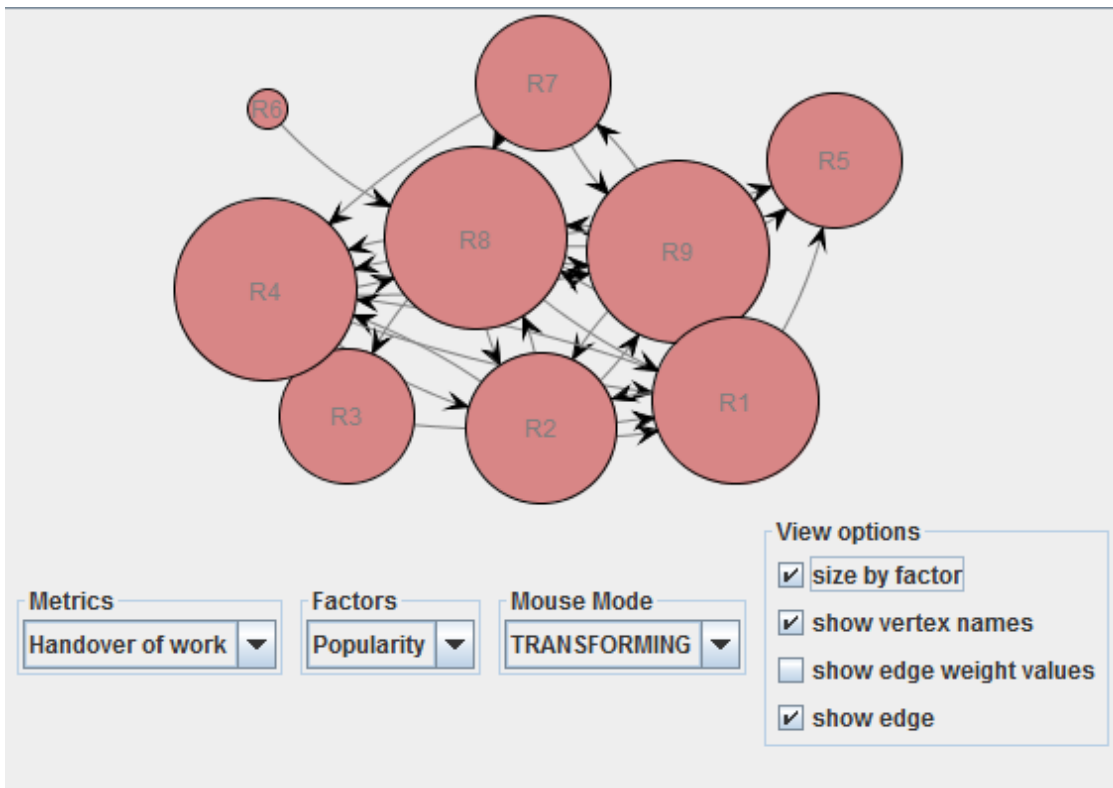 R7
R6
R5
R8
R9
R4
R1
R3
R2
View options
size by factor
Metrics
Factors
Mouse Mode
show vertex names
Handover of work
Popularity
TRANSFORMING
show edge weight values
show edge